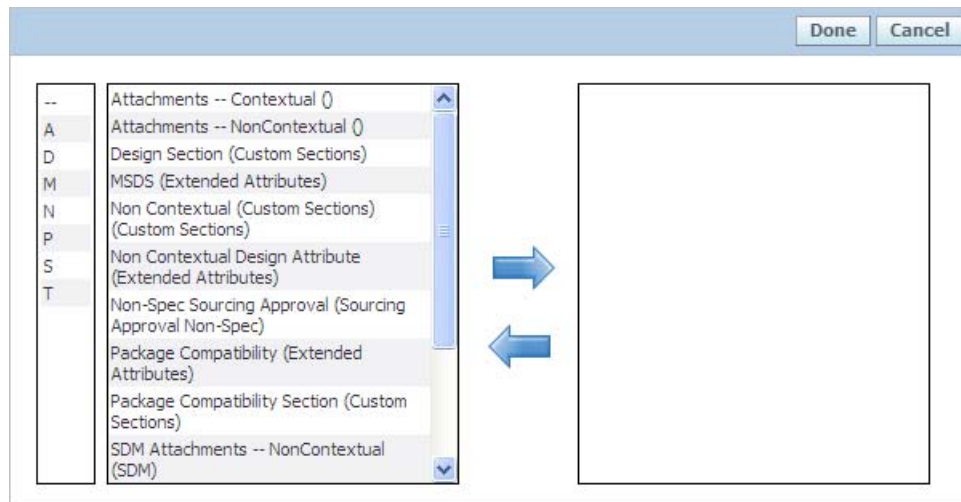 Done Cancel
--
A
D
M
N
P
S
T
Attachments -- Contextual ()
Attachments -- NonContextual ()
Design Section (Custom Sections)
MSDS (Extended Attributes)
Non Contextual (Custom Sections)
(Custom Sections)
Non Contextual Design Attribute
(Extended Attributes)
Non-Spec Sourcing Approval (Sourcing
Approval Non-Spec)
Package Compatibility (Extended
Attributes)
Package Compatibility Section (Custom
Sections)
SDM Attachments -- NonContextual
(SDM)